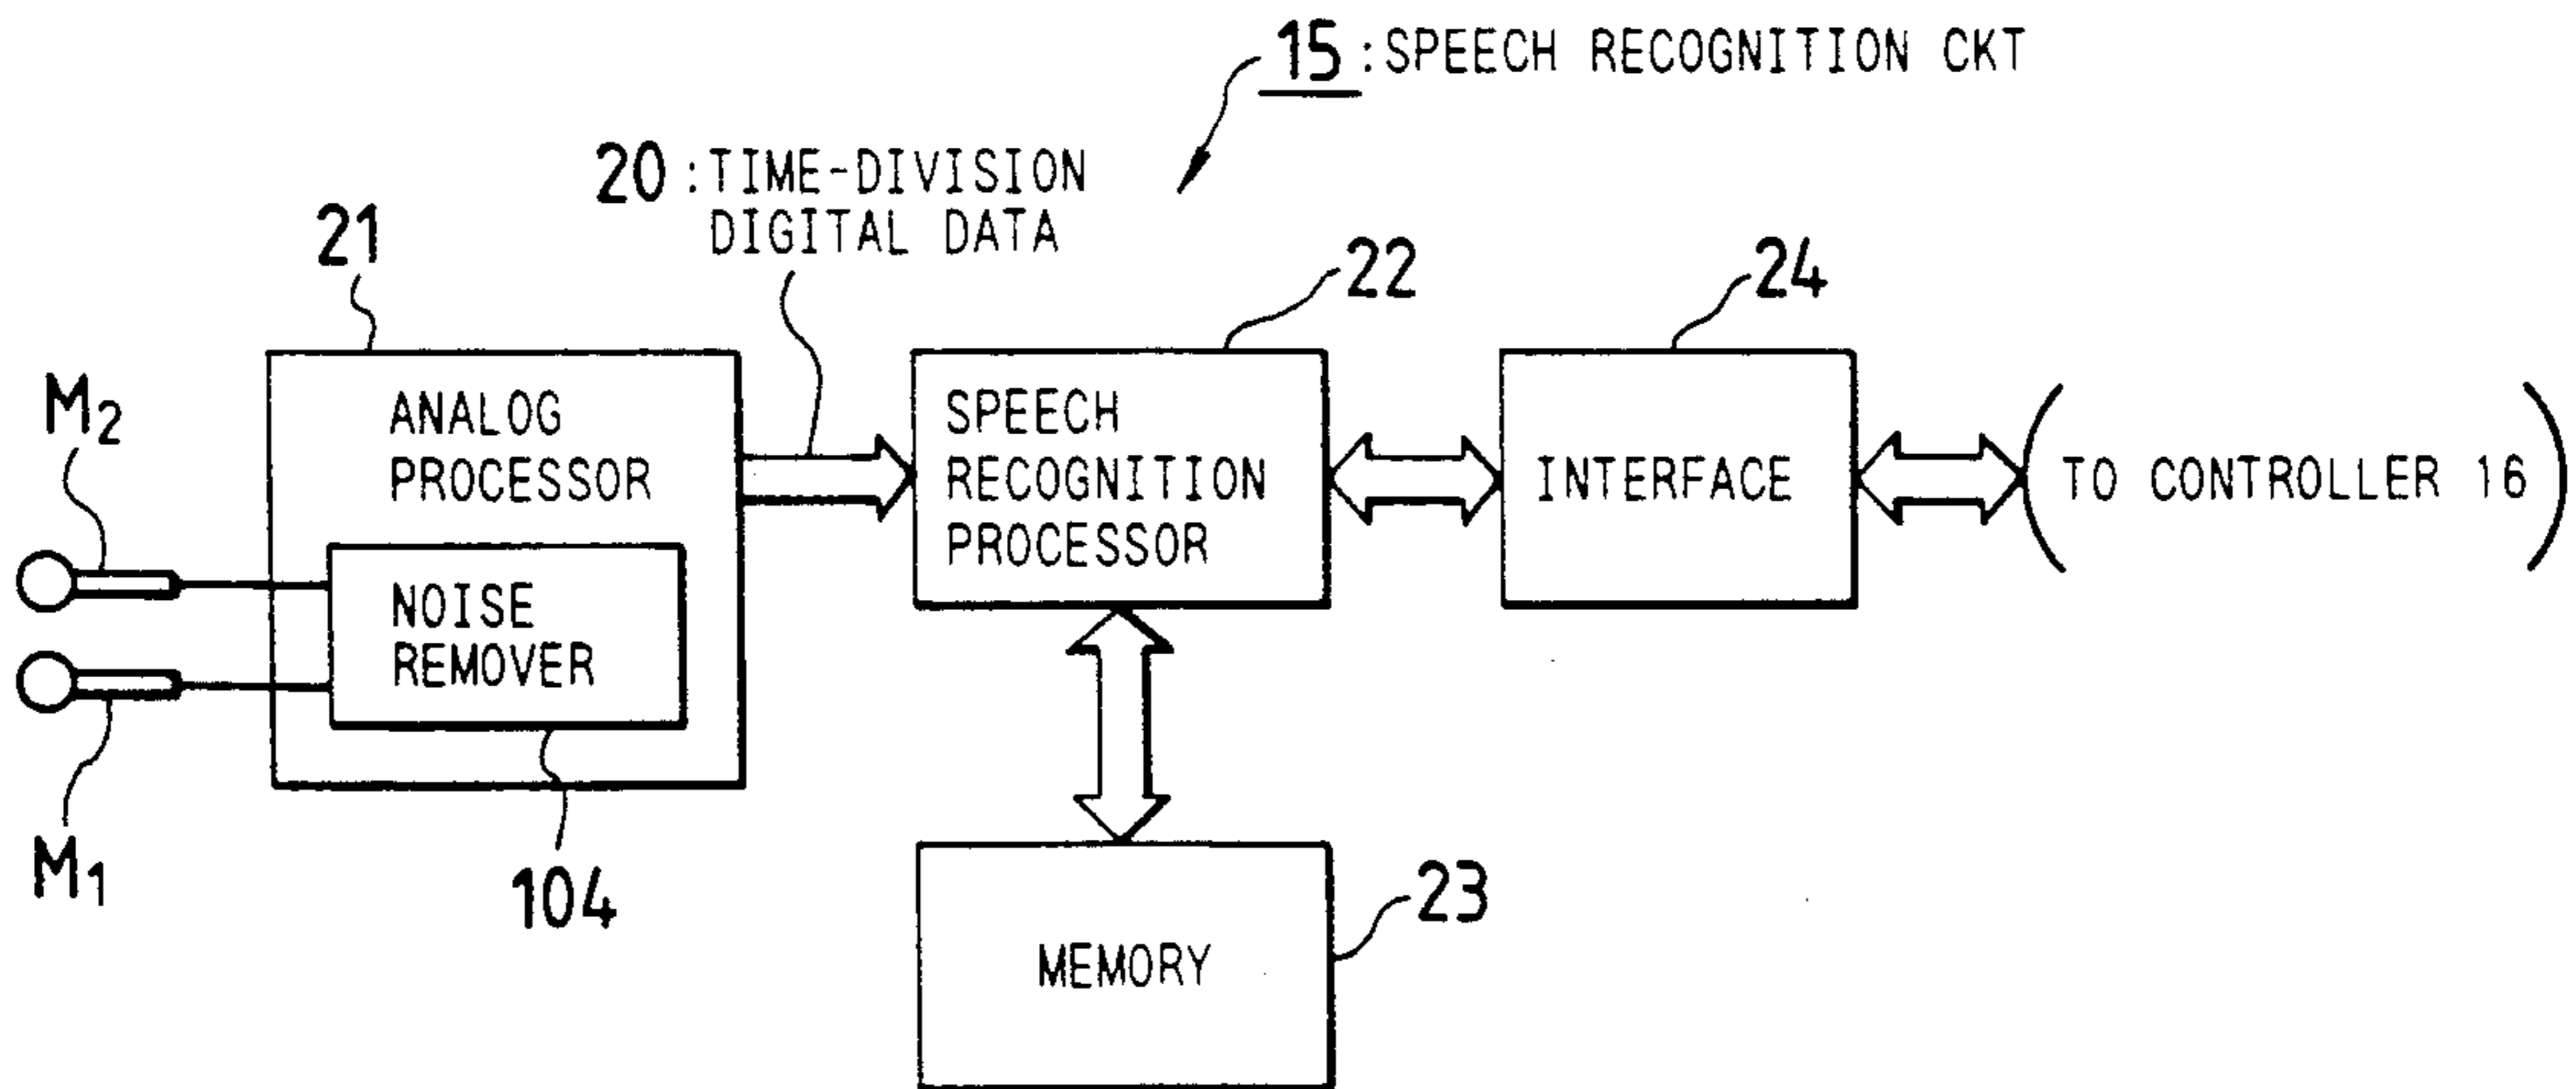 15 : SPEECH RECOGNITION CKT
20 : TIME-DIVISION
DIGITAL DATA
21
22
24
M2
ANALOG
PROCESSOR
SPEECH
RECOGNITION
PROCESSOR
INTERFACE
(TO CONTROLLER 16)
NOISE
REMOVER
M1
104
23
MEMORY